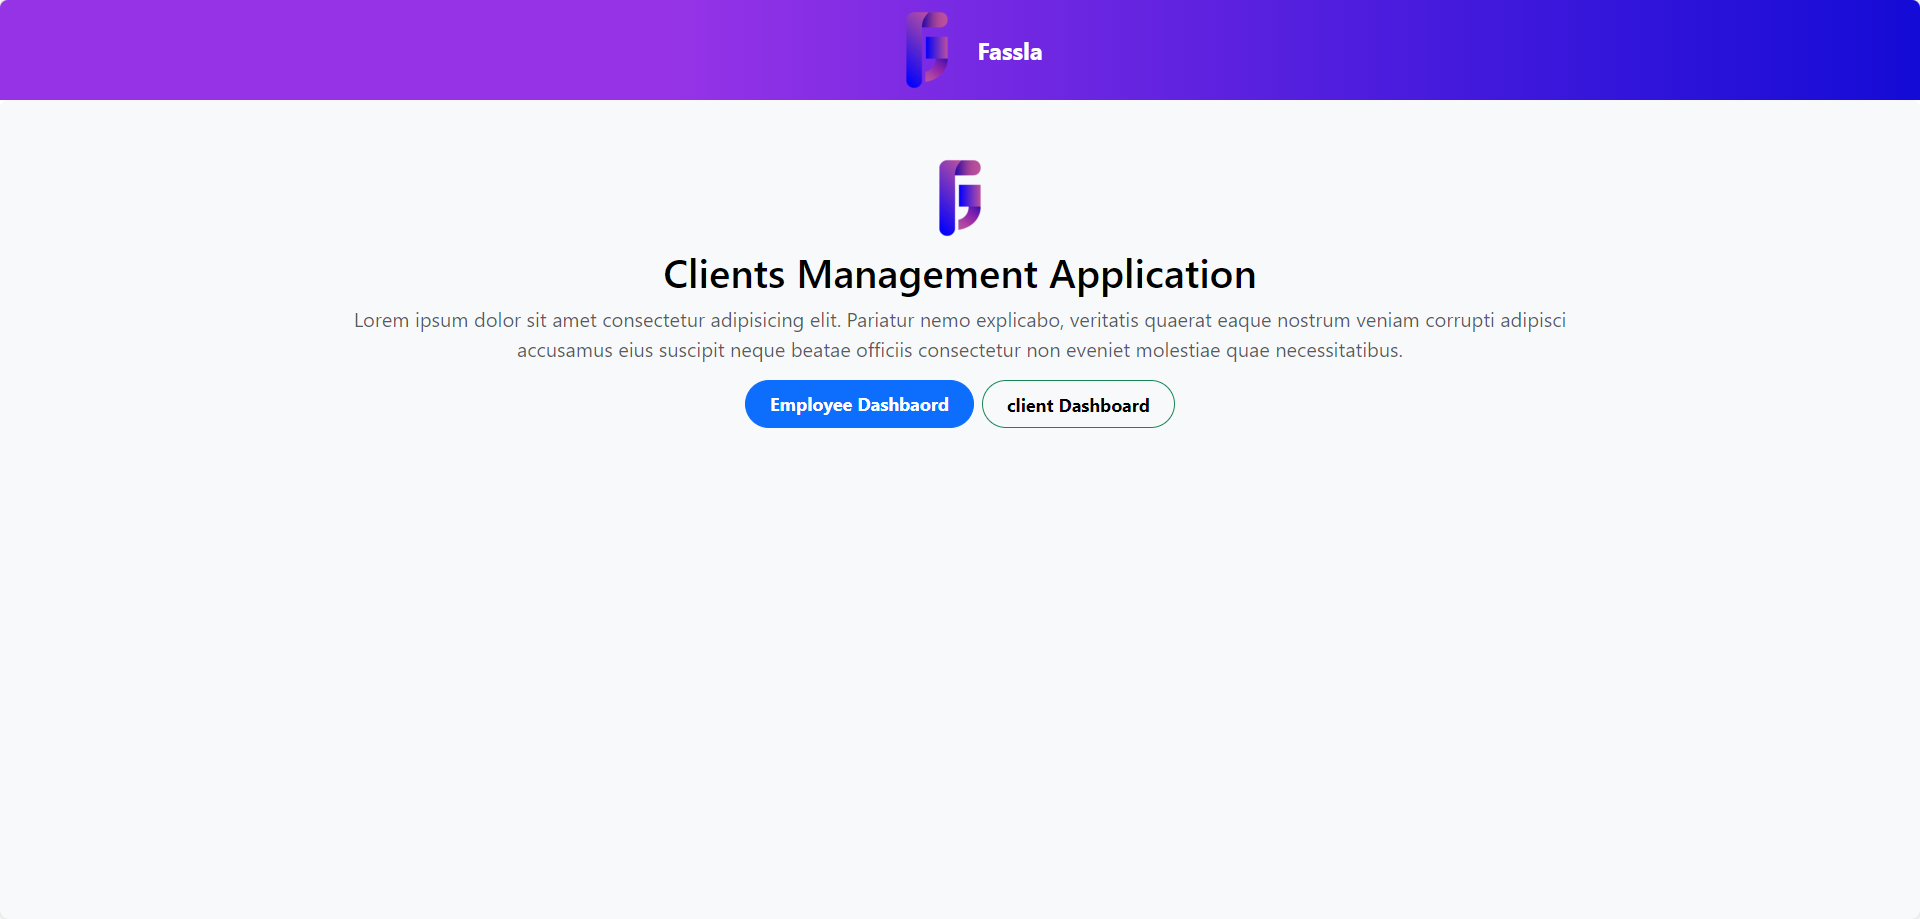 Fassla
Clients Management Application
Lorem ipsum dolor sit amet consectetur adipisicing elit. Pariatur nemo explicabo, veritatis quaerat eaque nostrum veniam corrupti adipisci
accusamus eius suscipit neque beatae officiis consectetur non eveniet molestiae quae necessitatibus.
Employee Dashbaord
client Dashboard